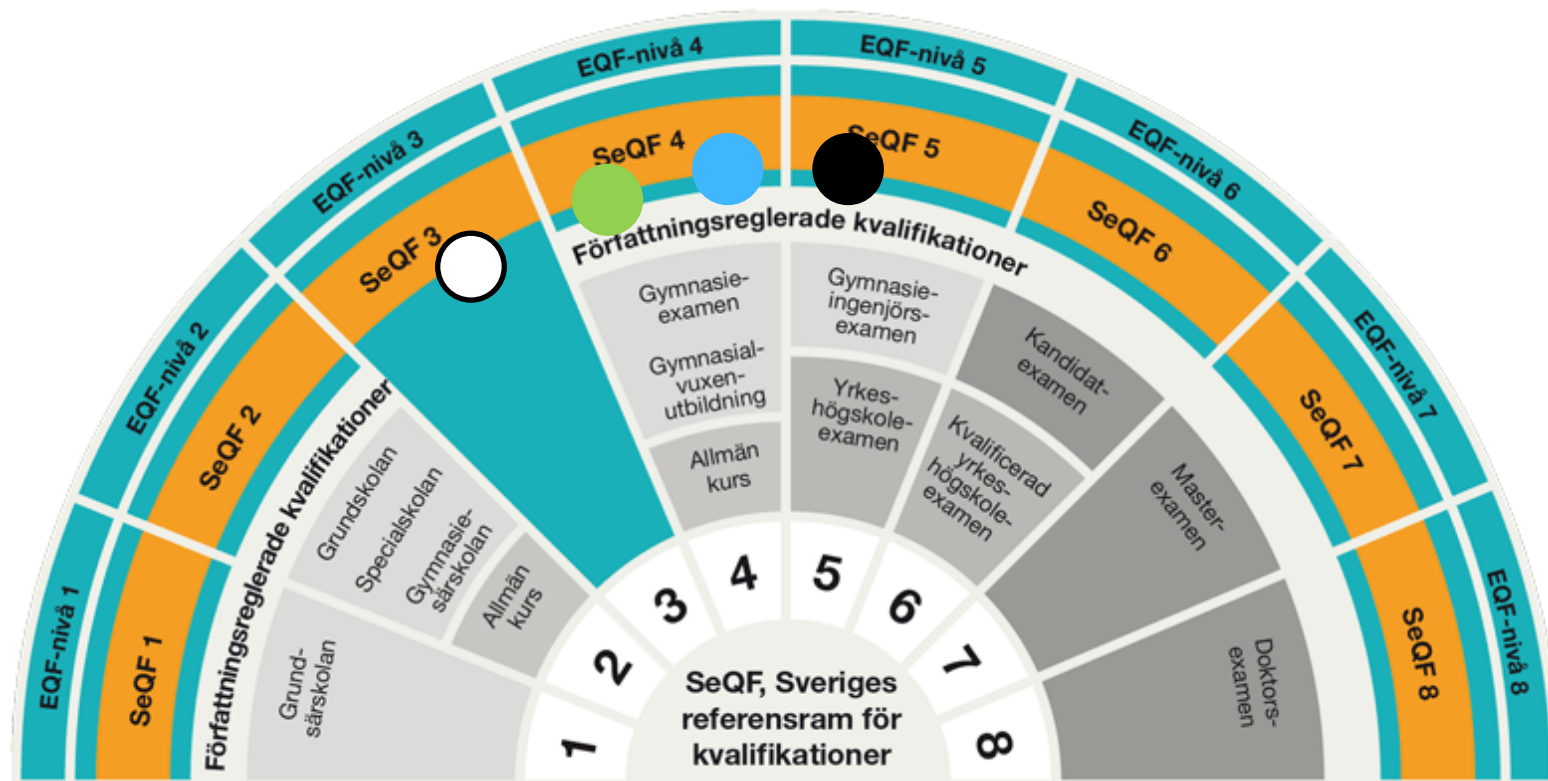 EQF-nivå 1
EQF-nivå 2
EQF-nivå 3
EQF-nivå 4
EQF-nivå 5
EQF-nivå 6
EQF-nivå 7
EQF-nivå 8
SeQF 1
SeQF 2
SeQF 3
SeQF 4
SeQF 5
SeQF 6
SeQF 7
SeQF 8
Författningsreglerade kvalifikationer
Författningsreglerade kvalifikationer
Grund-
särskolan
Grundskolan
Specialskolan
Gymnasie-
särskolan
Allmän
kurs
Gymnasie-
examen
Gymnasial-
vuxen-
utbildning
Allmän
kurs
Gymnasie-
ingenjörs-
examen
Yrkes-
högskole-
examen
Kandidat-
examen
Kvalificerad
yrkes-
högskole-
examen
Master-
examen
Doktors-
examen
1
2
3
4
5
6
7
8
SeQF, Sveriges
referensram för
kvalifikationer